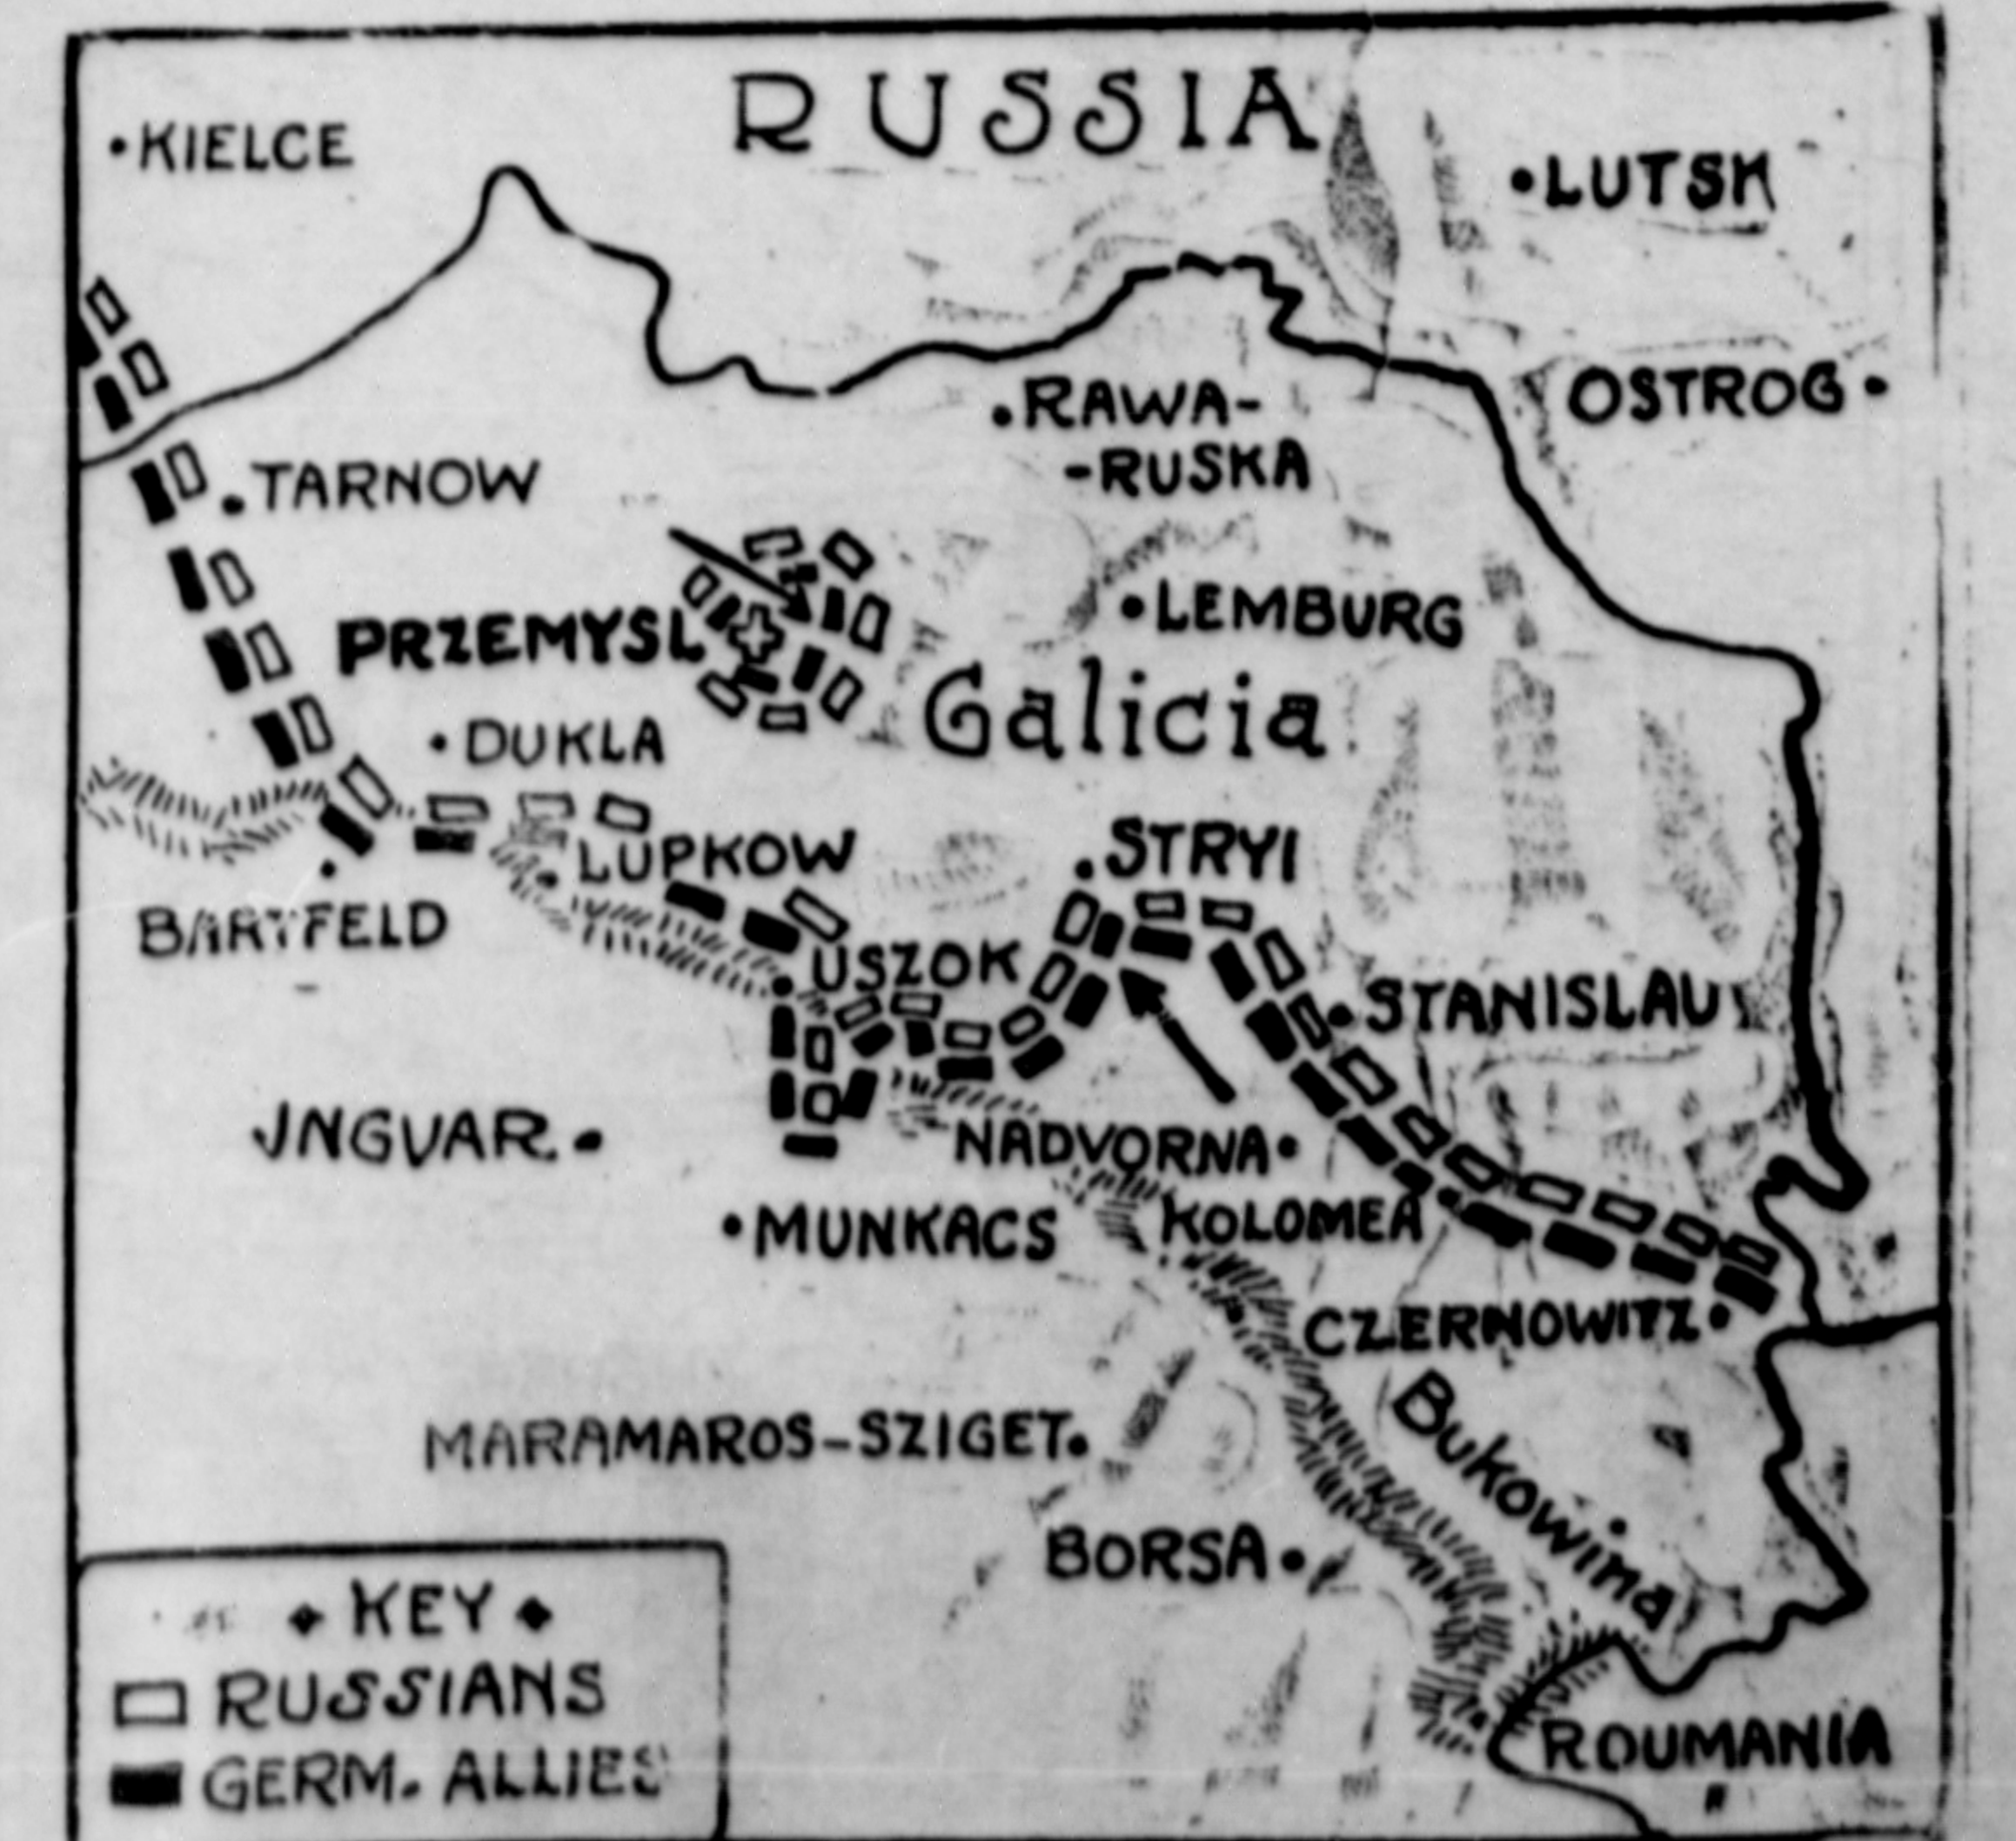 RUSSIA
KIELCE
LUTSK
OSTROG
RAWA-
-RUSKA
TARNOW
LEMBURG
PRZEMYSL
Galicia
DUKLA
LUPKOW
STRYI
BARTFELD
USZOK
STANISLAU
JNGVAR
NADVORNA
MUNKACS
KOLOMEA
CZERNOWITZ
MARAMAROS-SZIGET
Bukowina
BORSA
ROUMANIA
KEY
RUSSIANS
GERM. ALLIES